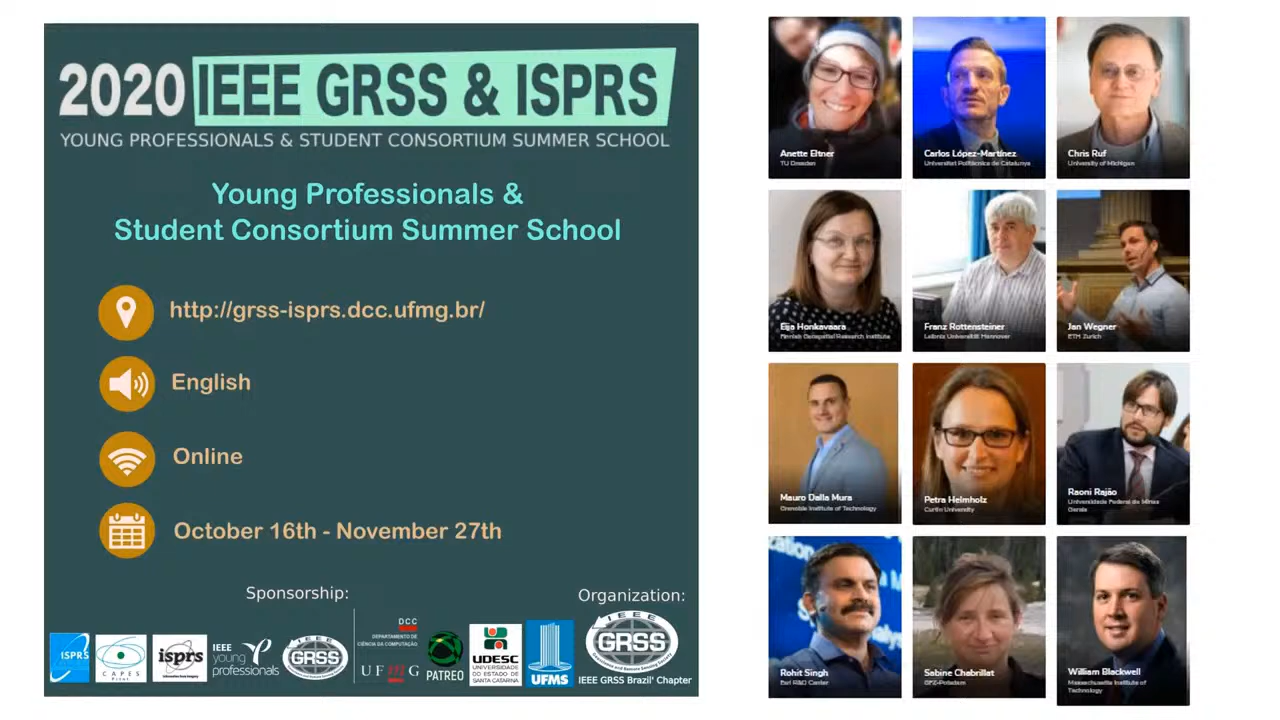 2020 IEEE GRSS & ISPRS
YOUNG PROFESSIONALS & STUDENT CONSORTIUM SUMMER SCHOOL
Young Professionals &
Student Consortium Summer School
http://grss-isprs.dcc.ufmg.br/
English
Online
October 16th - November 27th
Sponsorship:
Organization:
ISPRS
CAPES
isprs
IEEE
young
professionals
IEEE
GRSS
DCC
DEPARTAMENTO DE
CIÊNCIA DA COMPUTAÇÃO
UF G
PATREO
UDESC
UNIVERSIDADE
DO ESTADO DE
SANTA CATARINA
UFMS
IEEE
GRSS
IEEE GRSS Brazil' Chapter
Anette Eltner
TU Dresden
Carlos López-Martínez
Universitat Politècnica de Catalunya
Chris Ruf
University of Michigan
Eija Honkavaara
Finnish Geospatial Research Institute
Franz Rottensteiner
Leibniz Universität Hannover
Jan Wegner
ETH Zurich
Mauro Dalla Mura
Grenoble Institute of Technology
Petra Helmholz
Curtin University
Raoni Rajão
Universidade Federal de Minas
Gerais
Rohit Singh
Esri R&D Center
Sabine Chabrillat
GFZ-Potsdam
William Blackwell
Massachusetts Institute of
Technology